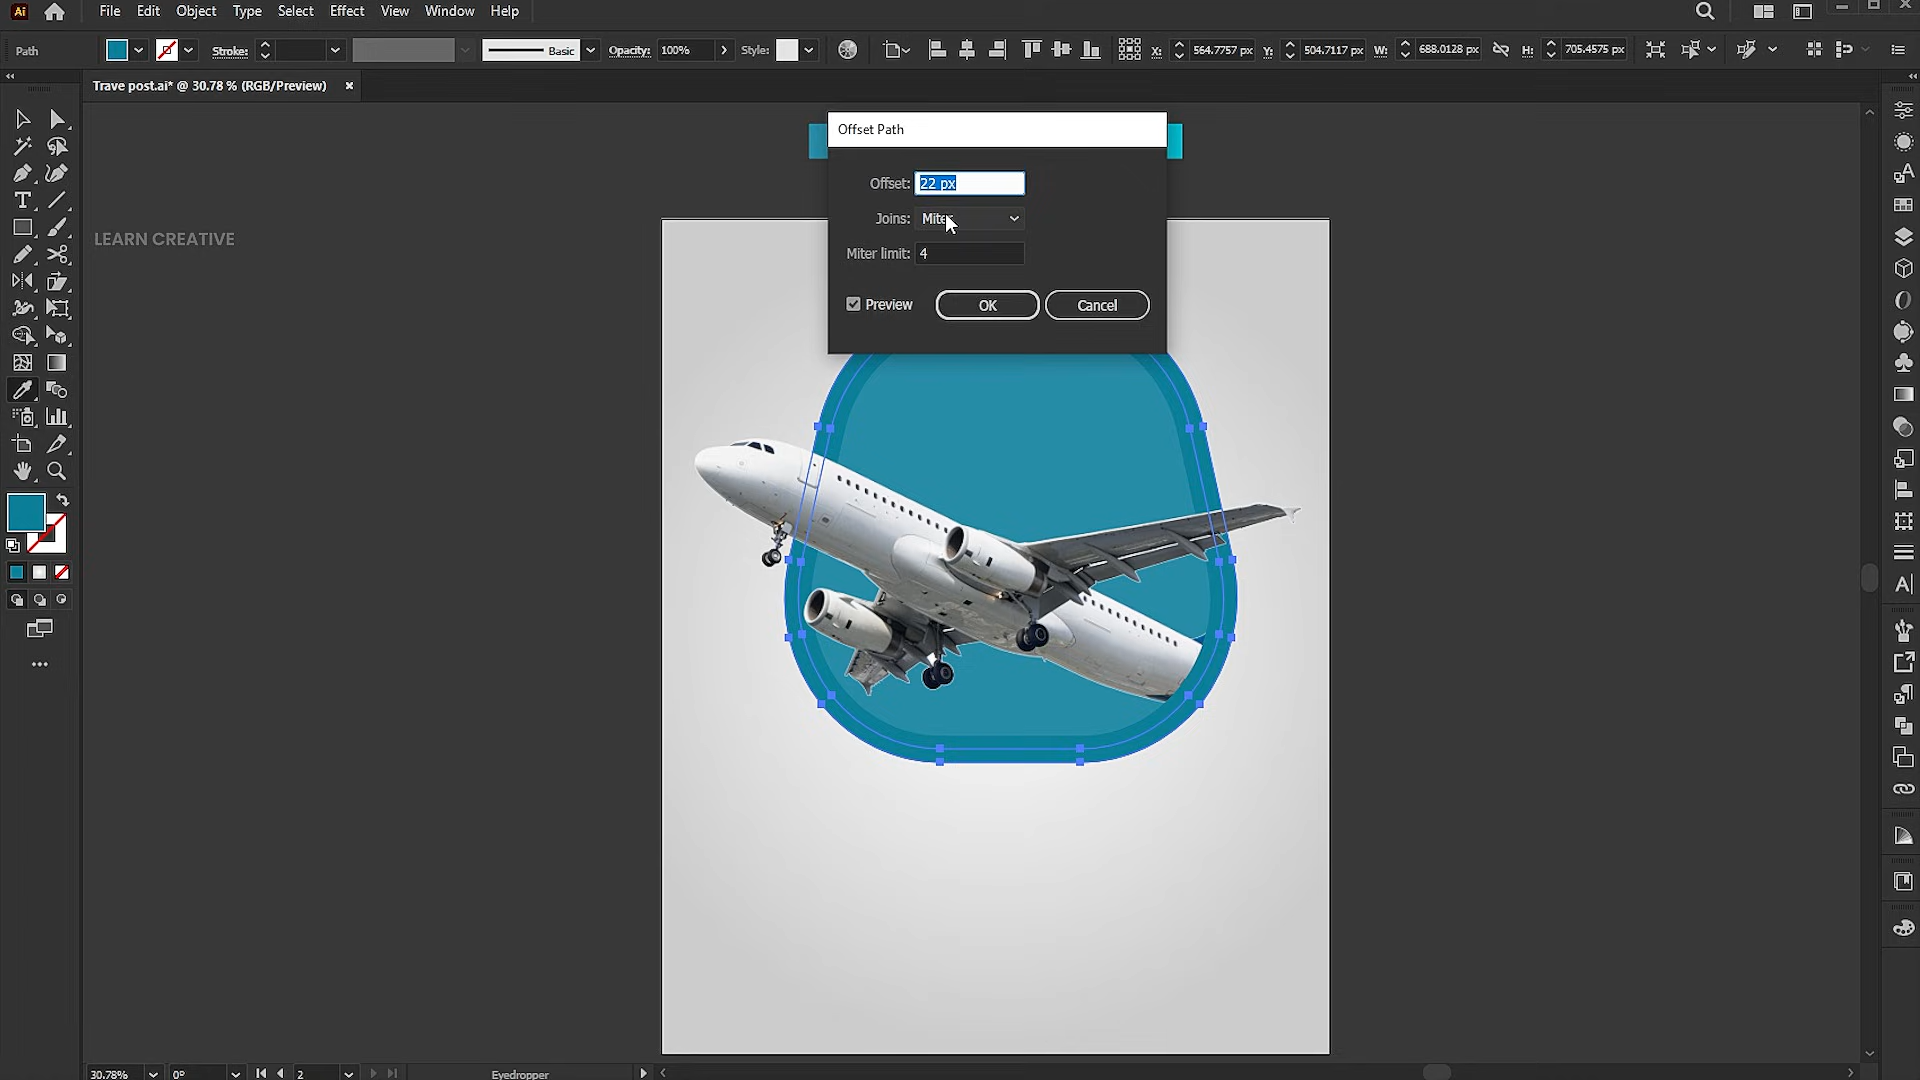 Ai File Edit Object Type Select Effect View Window Help
Path Stroke: Basic Opacity: 100% Style: X: 564.7757 px Y: 504.7117 px W: 688.0128 px H: 705.4575 px
Trave post.ai* @ 30.78 % (RGB/Preview) ×
Offset Path
Offset: 22 px
Joins: Miter
Miter limit: 4
Preview OK Cancel
LEARN CREATIVE
30.78% 0° 2 Eyedropper